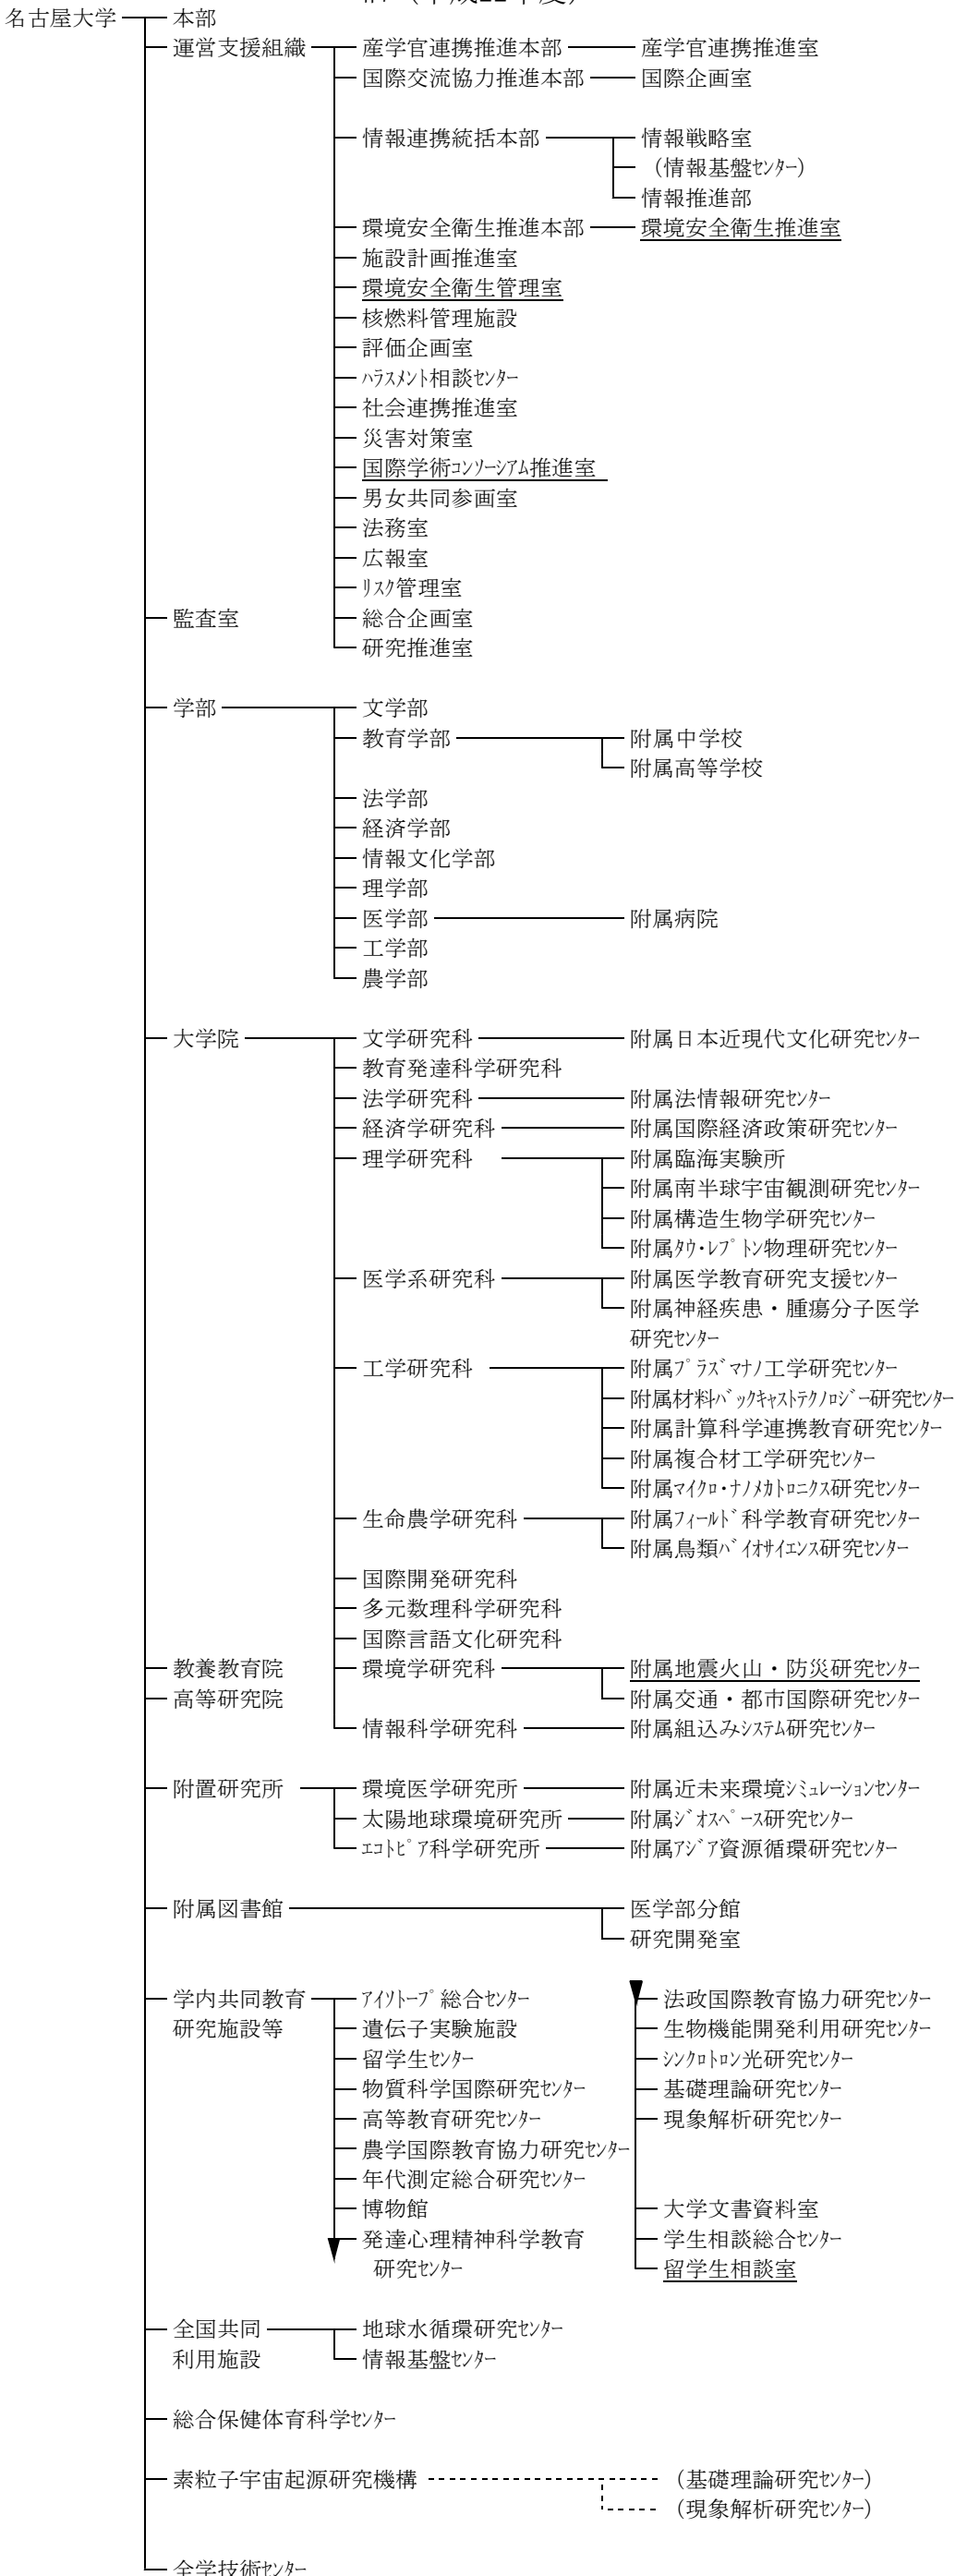 （平成22年度）
名古屋大学 本部
運営支援組織 産学官連携推進本部 産学官連携推進室
国際交流協力推進本部 国際企画室
情報連携統括本部 情報戦略室
（情報基盤ｾﾝﾀｰ）
情報推進部
環境安全衛生推進本部 環境安全衛生推進室
施設計画推進室
環境安全衛生管理室
核燃料管理施設
評価企画室
ﾊﾗｽﾒﾝﾄ相談ｾﾝﾀｰ
社会連携推進室
災害対策室
国際学術ｺﾝｿｰｼｱﾑ推進室
男女共同参画室
法務室
広報室
ﾘｽｸ管理室
監査室 総合企画室
研究推進室
学部 文学部
教育学部 附属中学校
附属高等学校
法学部
経済学部
情報文化学部
理学部
医学部 附属病院
工学部
農学部
大学院 文学研究科 附属日本近現代文化研究ｾﾝﾀｰ
教育発達科学研究科
法学研究科 附属法情報研究ｾﾝﾀｰ
経済学研究科 附属国際経済政策研究ｾﾝﾀｰ
理学研究科 附属臨海実験所
附属南半球宇宙観測研究ｾﾝﾀｰ
附属構造生物学研究ｾﾝﾀｰ
附属ﾀｳ・ﾚﾌﾟﾄﾝ物理研究ｾﾝﾀｰ
医学系研究科 附属医学教育研究支援ｾﾝﾀｰ
附属神経疾患・腫瘍分子医学
研究ｾﾝﾀｰ
工学研究科 附属ﾌﾟﾗｽﾞﾏﾅﾉ工学研究ｾﾝﾀｰ
附属材料ﾊﾞｯｸｷｬｽﾄﾃｸﾉﾛｼﾞｰ研究ｾﾝﾀｰ
附属計算科学連携教育研究ｾﾝﾀｰ
附属複合材工学研究ｾﾝﾀｰ
附属ﾏｲｸﾛ・ﾅﾉﾒｶﾄﾛﾆｸｽ研究ｾﾝﾀｰ
生命農学研究科 附属ﾌｨｰﾙﾄﾞ科学教育研究ｾﾝﾀｰ
附属鳥類ﾊﾞｲｵｻｲｴﾝｽ研究ｾﾝﾀｰ
国際開発研究科
多元数理科学研究科
国際言語文化研究科
教養教育院 環境学研究科 附属地震火山・防災研究ｾﾝﾀｰ
高等研究院 附属交通・都市国際研究ｾﾝﾀｰ
情報科学研究科 附属組込みｼｽﾃﾑ研究ｾﾝﾀｰ
附置研究所 環境医学研究所 附属近未来環境ｼﾐｭﾚｰｼｮﾝｾﾝﾀｰ
太陽地球環境研究所 附属ｼﾞｵｽﾍﾟｰｽ研究ｾﾝﾀｰ
ｴｺﾄﾋﾟｱ科学研究所 附属ｱｼﾞｱ資源循環研究ｾﾝﾀｰ
附属図書館 医学部分館
研究開発室
学内共同教育 ｱｲｿﾄｰﾌﾟ総合ｾﾝﾀｰ 法政国際教育協力研究ｾﾝﾀｰ
研究施設等 遺伝子実験施設 生物機能開発利用研究ｾﾝﾀｰ
留学生ｾﾝﾀｰ ｼﾝｸﾛﾄﾛﾝ光研究ｾﾝﾀｰ
物質科学国際研究ｾﾝﾀｰ 基礎理論研究ｾﾝﾀｰ
高等教育研究ｾﾝﾀｰ 現象解析研究ｾﾝﾀｰ
農学国際教育協力研究ｾﾝﾀｰ
年代測定総合研究ｾﾝﾀｰ
博物館 大学文書資料室
発達心理精神科学教育 学生相談総合ｾﾝﾀｰ
研究ｾﾝﾀｰ 留学生相談室
全国共同 地球水循環研究ｾﾝﾀｰ
利用施設 情報基盤ｾﾝﾀｰ
総合保健体育科学ｾﾝﾀｰ
素粒子宇宙起源研究機構 （基礎理論研究ｾﾝﾀｰ）
（現象解析研究ｾﾝﾀｰ）
全学技術ｾﾝﾀｰ